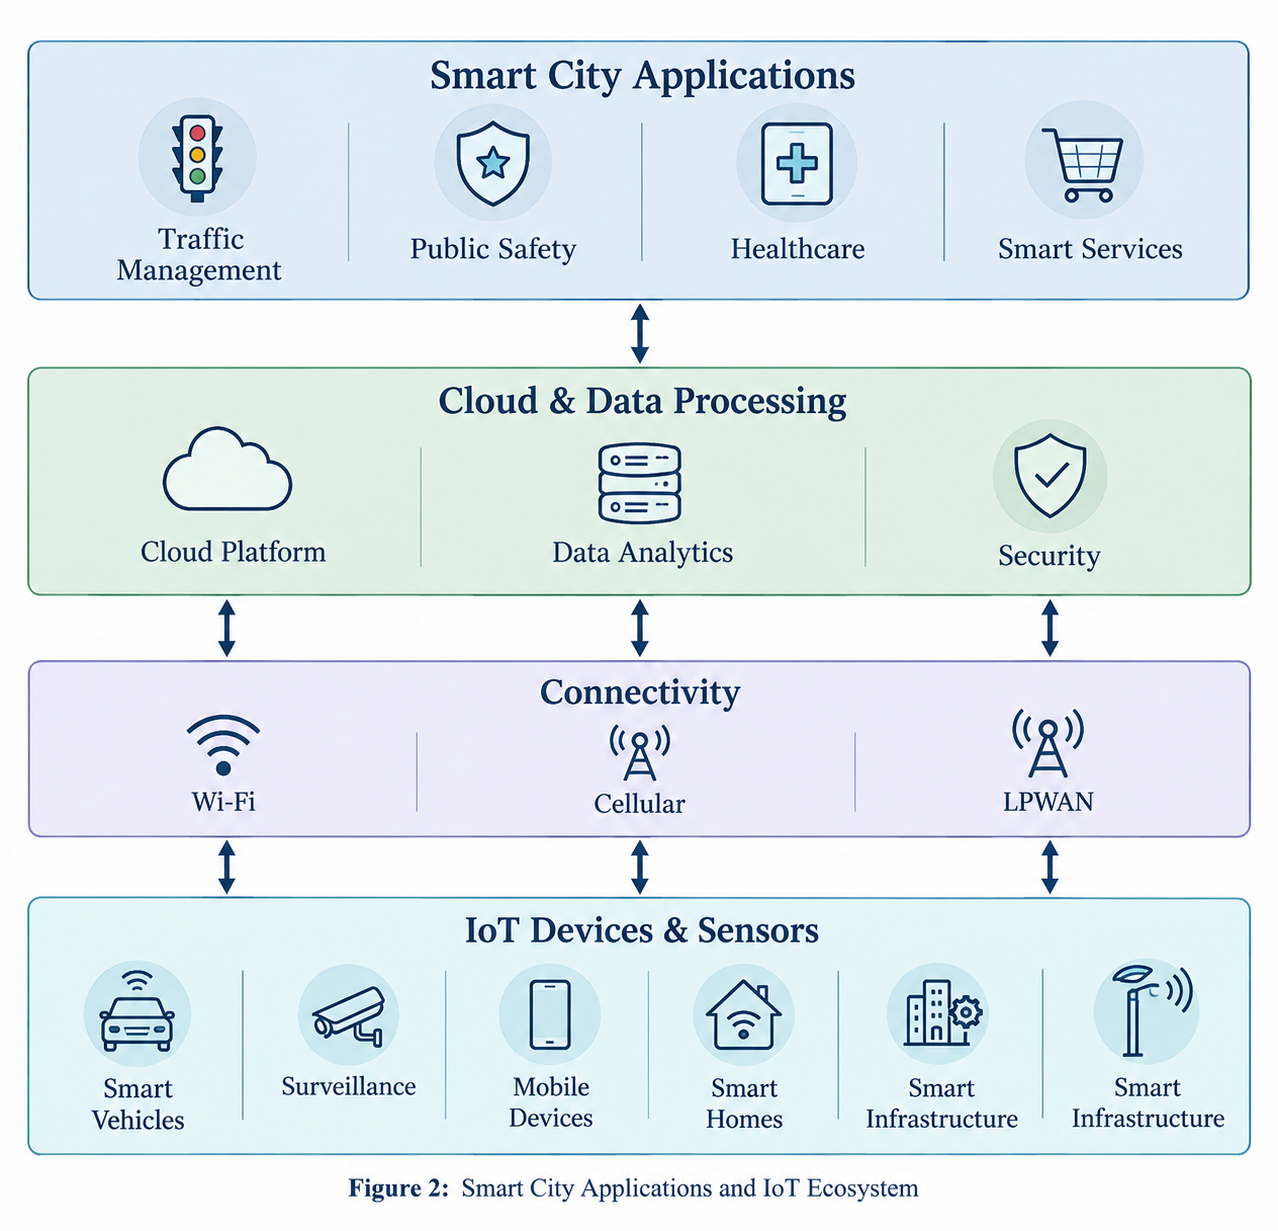 Smart City Applications
Traffic
Management
Public Safety
Healthcare
Smart Services
Cloud & Data Processing
Cloud Platform
Data Analytics
Security
Connectivity
Wi-Fi
Cellular
LPWAN
IoT Devices & Sensors
Smart
Vehicles
Surveillance
Mobile
Devices
Smart
Homes
Smart
Infrastructure
Smart
Infrastructure
Figure 2: Smart City Applications and IoT Ecosystem